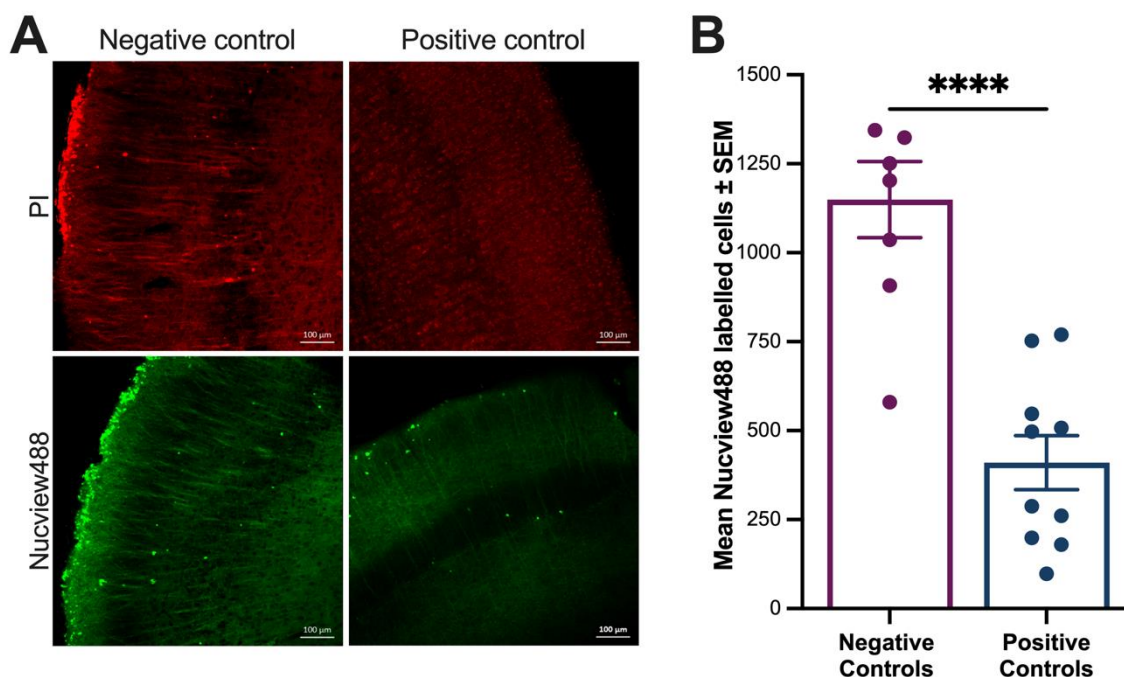 A
Negative control
Positive control
PI
100 µm
100 µm
Nucview488
100 µm
100 µm
B
Mean Nucview488 labelled cells ± SEM
1500
1250
1000
750
500
250
0
****
Negative
Controls
Positive
Controls